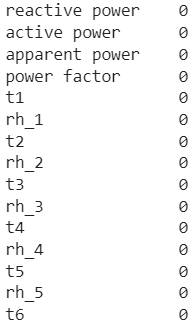 reactive power 0
active power 0
apparent power 0
power factor 0
t1 0
rh_1 0
t2 0
rh_2 0
t3 0
rh_3 0
t4 0
rh_4 0
t5 0
rh_5 0
t6 0